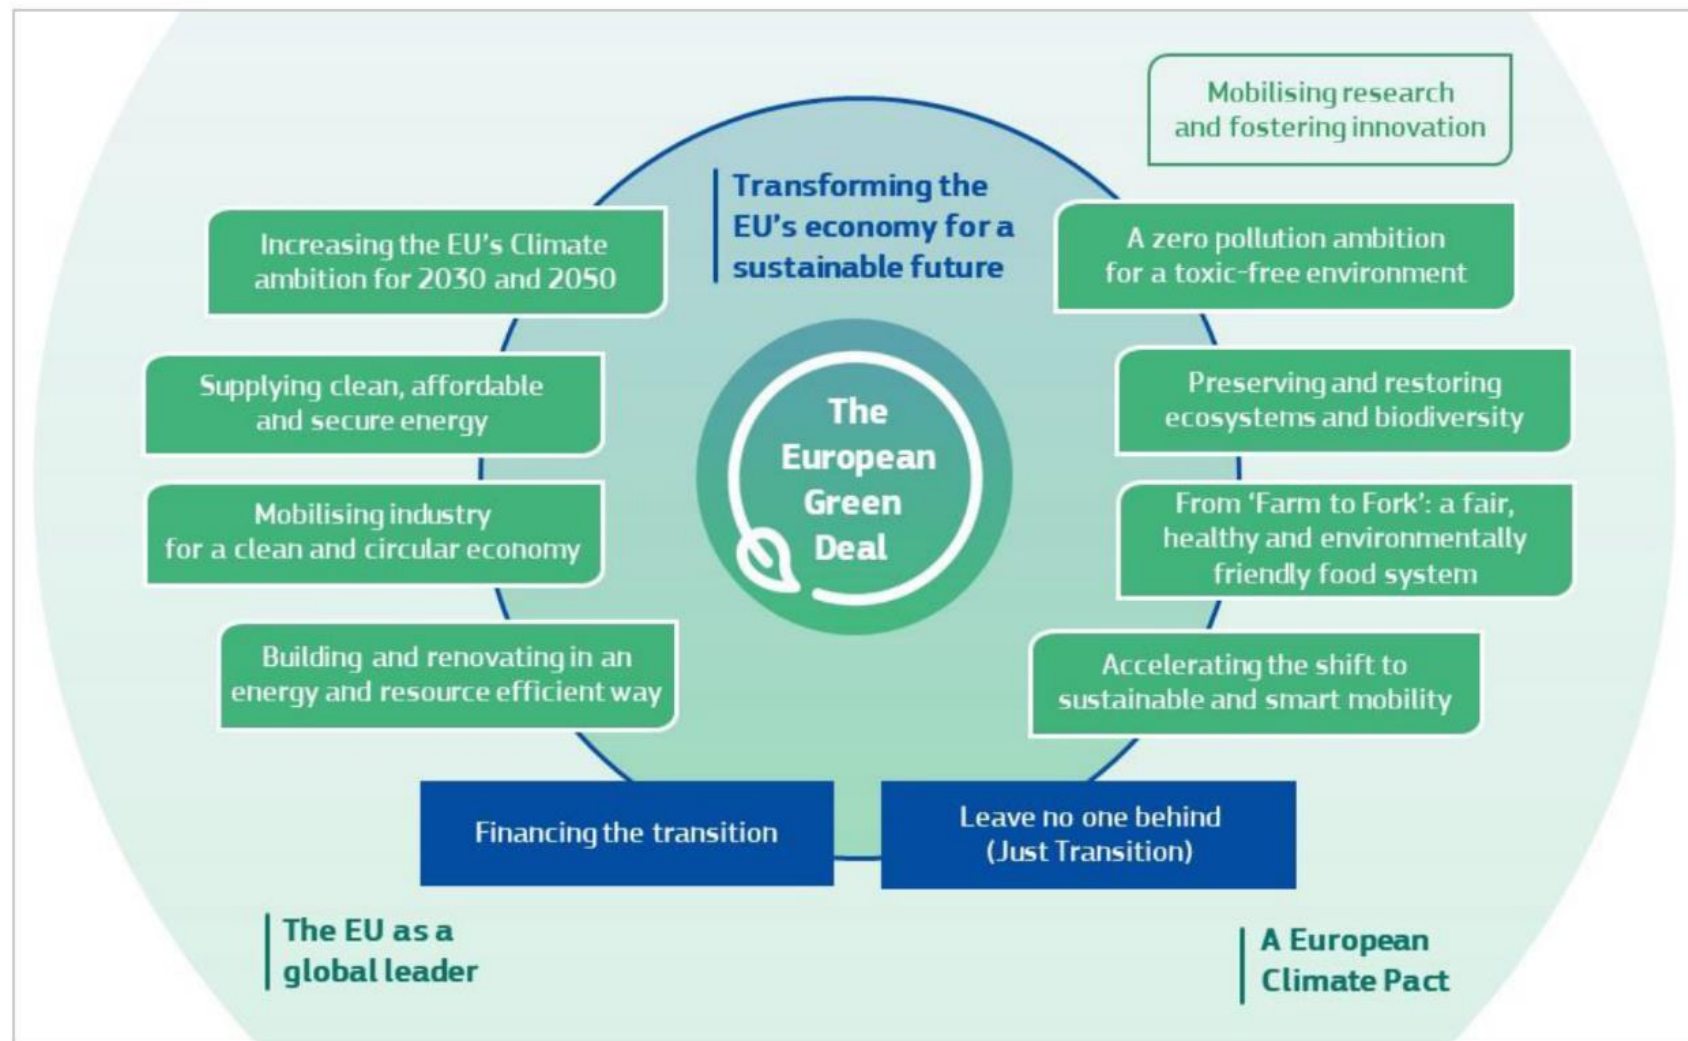 Mobilising research
and fostering innovation
Transforming the
EU's economy for a
sustainable future
Increasing the EU's Climate
ambition for 2030 and 2050
A zero pollution ambition
for a toxic-free environment
Supplying clean, affordable
and secure energy
Preserving and restoring
ecosystems and biodiversity
The
European
Green
Deal
Mobilising industry
for a clean and circular economy
From ‘Farm to Fork’: a fair,
healthy and environmentally
friendly food system
Building and renovating in an
energy and resource efficient way
Accelerating the shift to
sustainable and smart mobility
Financing the transition
Leave no one behind
(Just Transition)
The EU as a
global leader
A European
Climate Pact